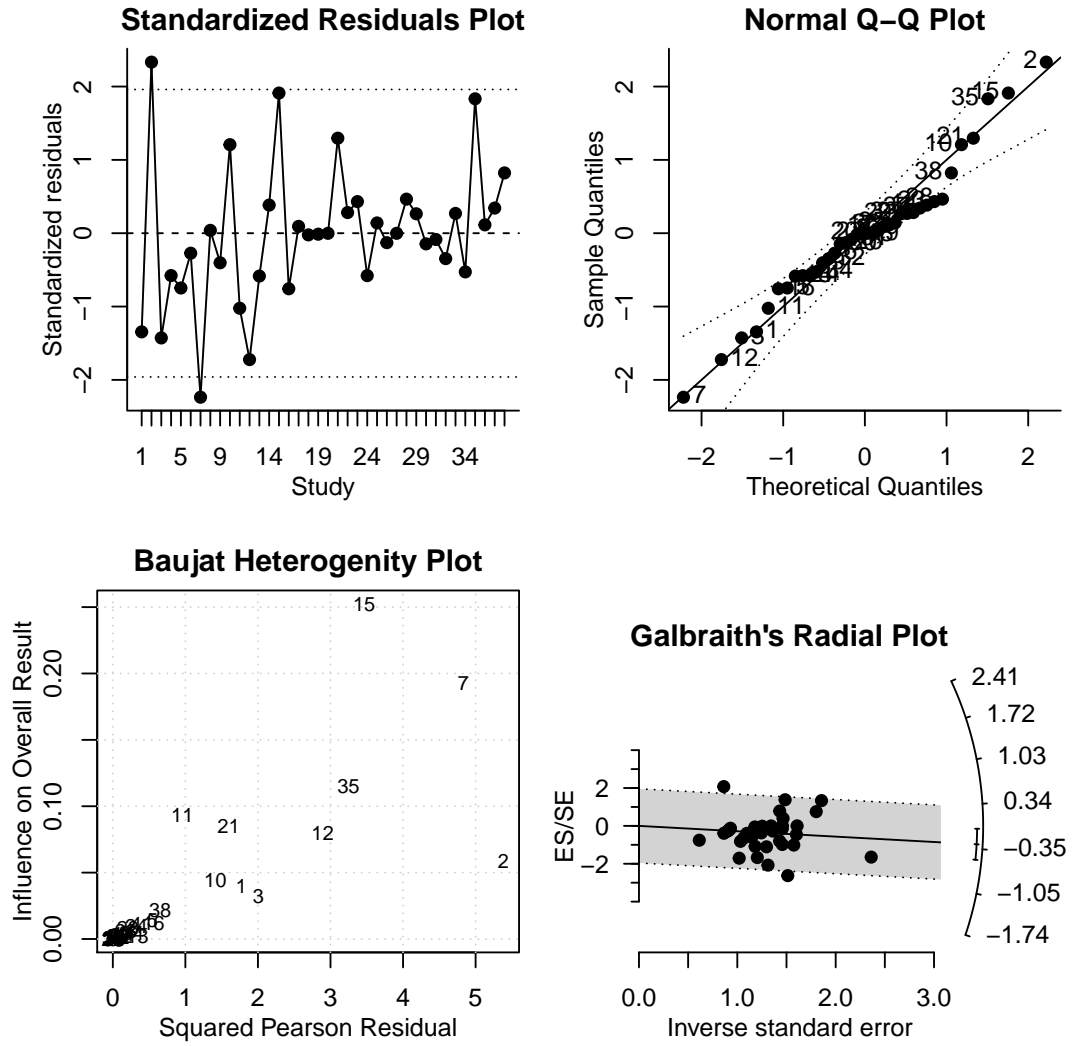 Standardized Residuals Plot
Standardized residuals
2
1
0
−1
−2
1 5 9 14 19 24 29 34
Study
Normal Q−Q Plot
Sample Quantiles
2
1
0
−1
−2
2
15
35
21
10
38
11
1
3
12
7
−2 −1 0 1 2
Theoretical Quantiles
Baujat Heterogenity Plot
Influence on Overall Result
0.20
0.10
0.00
15
7
35
11
21
12
2
10
1
3
38
16
0 1 2 3 4 5
Squared Pearson Residual
Galbraith's Radial Plot
ES/SE
2
0
−2
2.41
1.72
1.03
0.34
−0.35
−1.05
−1.74
0.0 1.0 2.0 3.0
Inverse standard error